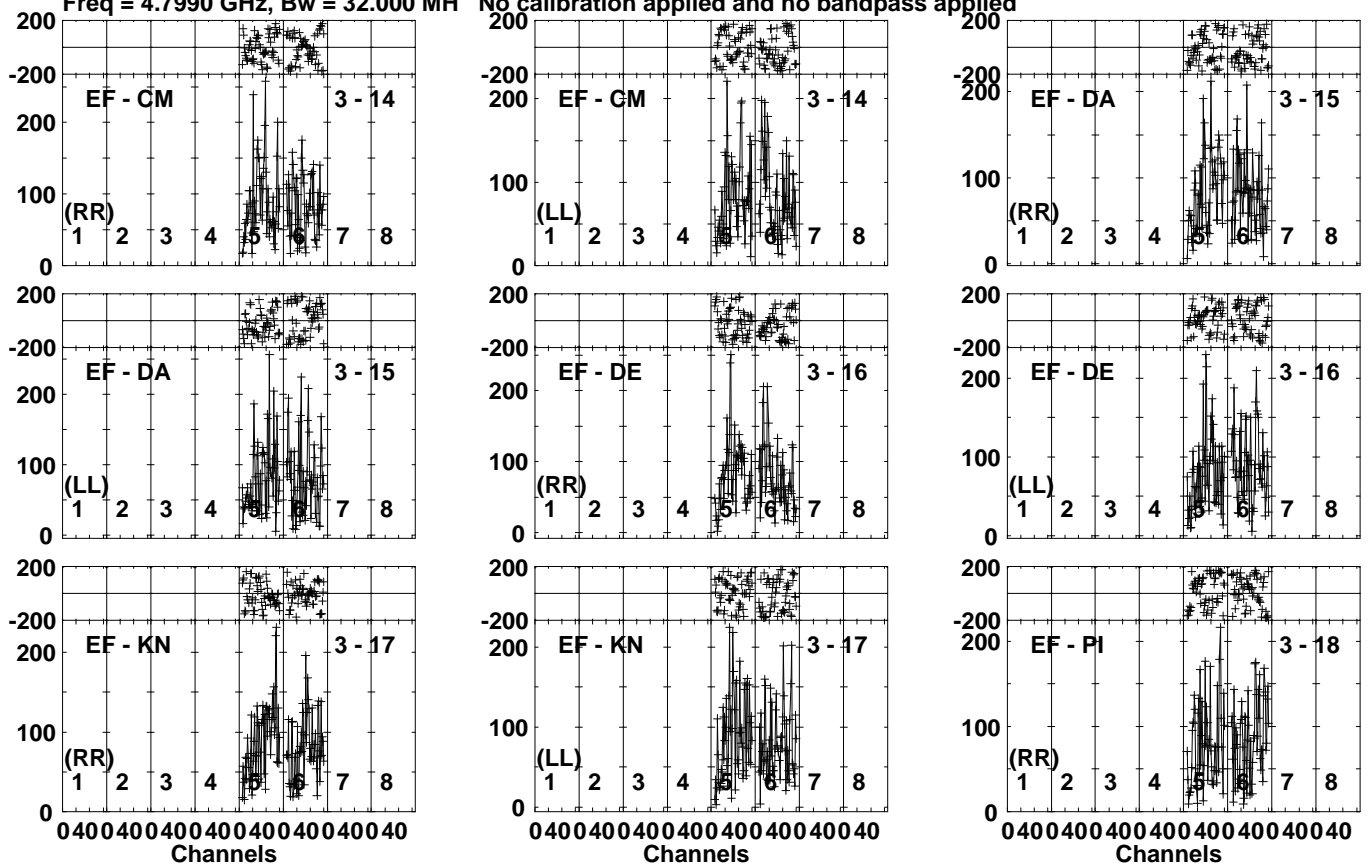 Freq = 4.7990 GHz, Bw = 32.000 MH No calibration applied and no bandpass applied
200 200 200
-200 -200 -200
EF - CM 3 - 14 EF - CM 3 - 14 EF - DA 3 - 15
200 200 200
100 100 100
(RR) (LL) (RR)
1 2 3 4 5 6 7 8 1 2 3 4 5 6 7 8 1 2 3 4 5 6 7 8
0 0 0
200 200 200
-200 -200 -200
EF - DA 3 - 15 EF - DE 3 - 16 EF - DE 3 - 16
200 200 200
100 100 100
(LL) (RR) (LL)
1 2 3 4 5 6 7 8 1 2 3 4 5 6 7 8 1 2 3 4 5 6 7 8
0 0 0
200 200 200
-200 -200 -200
EF - KN 3 - 17 EF - KN 3 - 17 EF - PI 3 - 18
200 200 200
100 100 100
(RR) (LL) (RR)
1 2 3 4 5 6 7 8 1 2 3 4 5 6 7 8 1 2 3 4 5 6 7 8
0 0 0
0 40 0 40 0 40 0 40 0 40 0 40 0 40 0 40 0 40 0 40 0 40 0 40 0 40 0 40 0 40 0 40 0 40 0 40 0 40 0 40 0 40 0 40 0 40 0 40
Channels Channels Channels